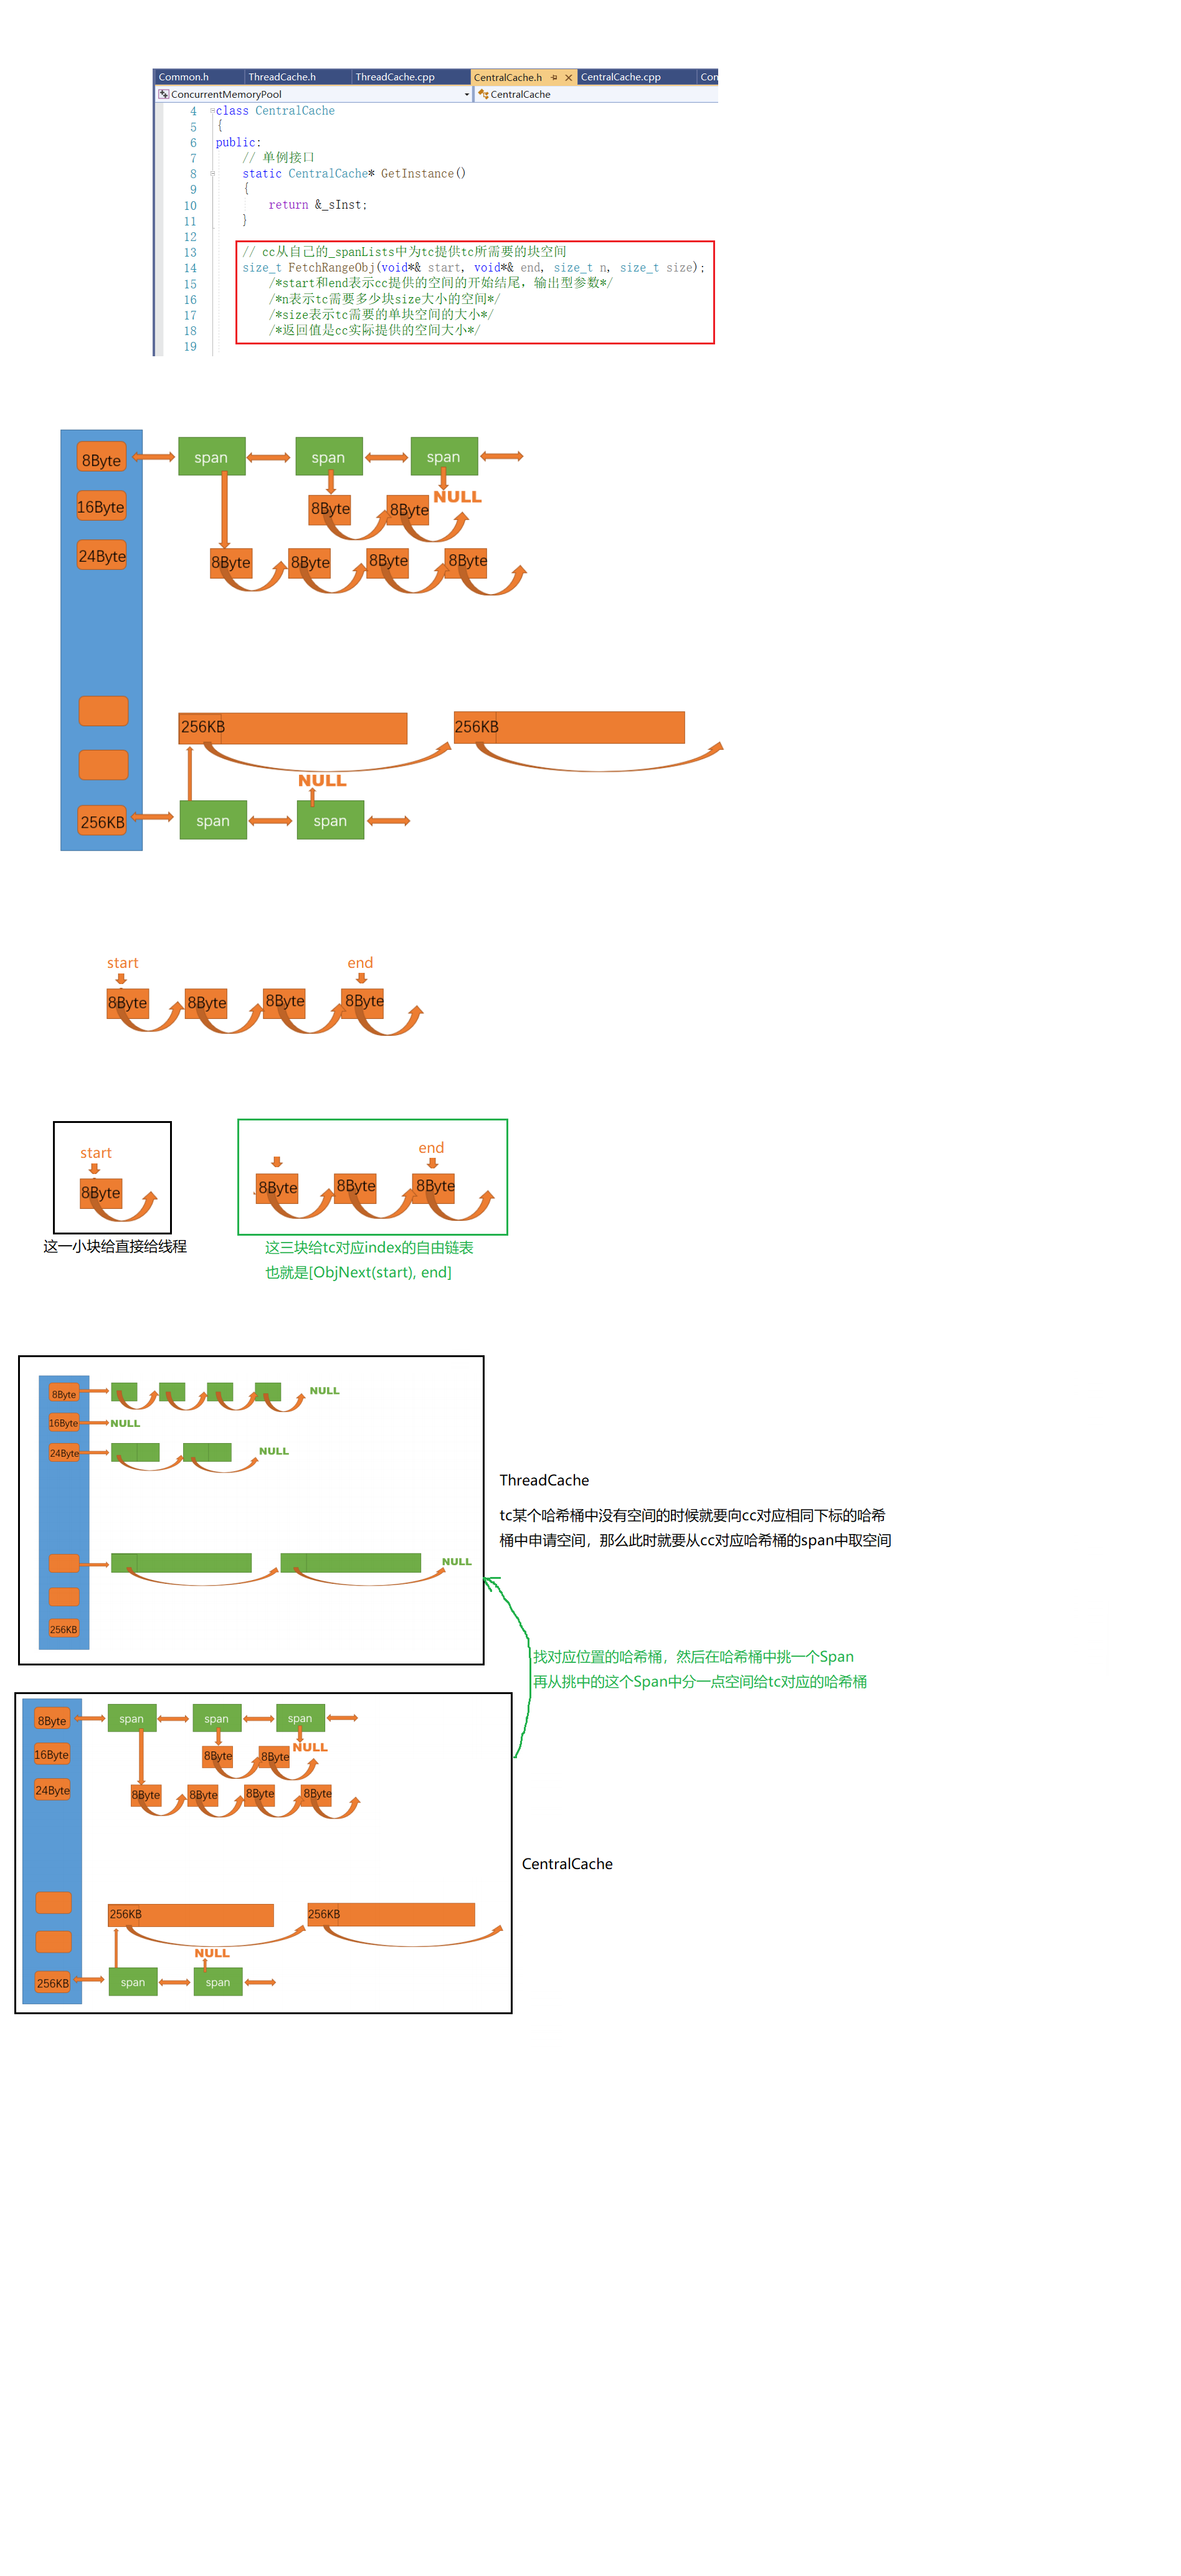 Common.h ThreadCache.h ThreadCache.cpp CentralCache.h CentralCache.cpp Con
ConcurrentMemoryPool CentralCache
4 class CentralCache
5 {
6 public:
7 // 单例接口
8 static CentralCache* GetInstance()
9 {
10 return &_sInst;
11 }
12
13 // cc从自己的_spanLists中为tc提供tc所需要的块空间
14 size_t FetchRangeObj(void*& start, void*& end, size_t n, size_t size);
15 /*start和end表示cc提供的空间的开始结尾，输出型参数*/
16 /*n表示tc需要多少块size大小的空间*/
17 /*size表示tc需要的单块空间的大小*/
18 /*返回值是cc实际提供的空间大小*/
19
8Byte span span span
16Byte 8Byte 8Byte NULL
24Byte 8Byte 8Byte 8Byte 8Byte
256KB 256KB
NULL
256KB span span
start end
8Byte 8Byte 8Byte 8Byte
start end
8Byte 8Byte 8Byte 8Byte
这一小块给直接给线程
这三块给tc对应index的自由链表
也就是[ObjNext(start), end]
8Byte NULL
16Byte NULL
24Byte NULL
NULL
256KB
ThreadCache
tc某个哈希桶中没有空间的时候就要向cc对应相同下标的哈希
桶中申请空间，那么此时就要从cc对应哈希桶的span中取空间
找对应位置的哈希桶，然后在哈希桶中挑一个Span
再从挑中的这个Span中分一点空间给tc对应的哈希桶
8Byte span span span
16Byte 8Byte 8Byte NULL
24Byte 8Byte 8Byte 8Byte 8Byte
CentralCache
256KB 256KB
NULL
256KB span span